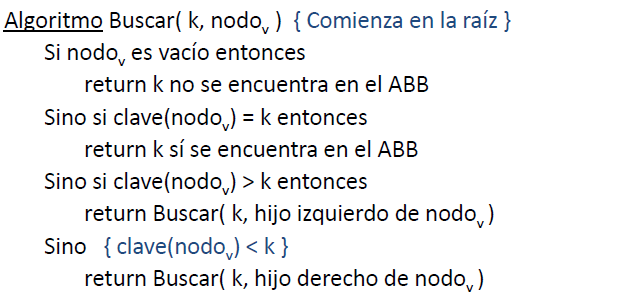 Algoritmo Buscar( k, nodov ) { Comienza en la raíz }
Si nodov es vacío entonces
return k no se encuentra en el ABB
Sino si clave(nodov) = k entonces
return k sí se encuentra en el ABB
Sino si clave(nodov) > k entonces
return Buscar( k, hijo izquierdo de nodov )
Sino { clave(nodov) < k }
return Buscar( k, hijo derecho de nodov )